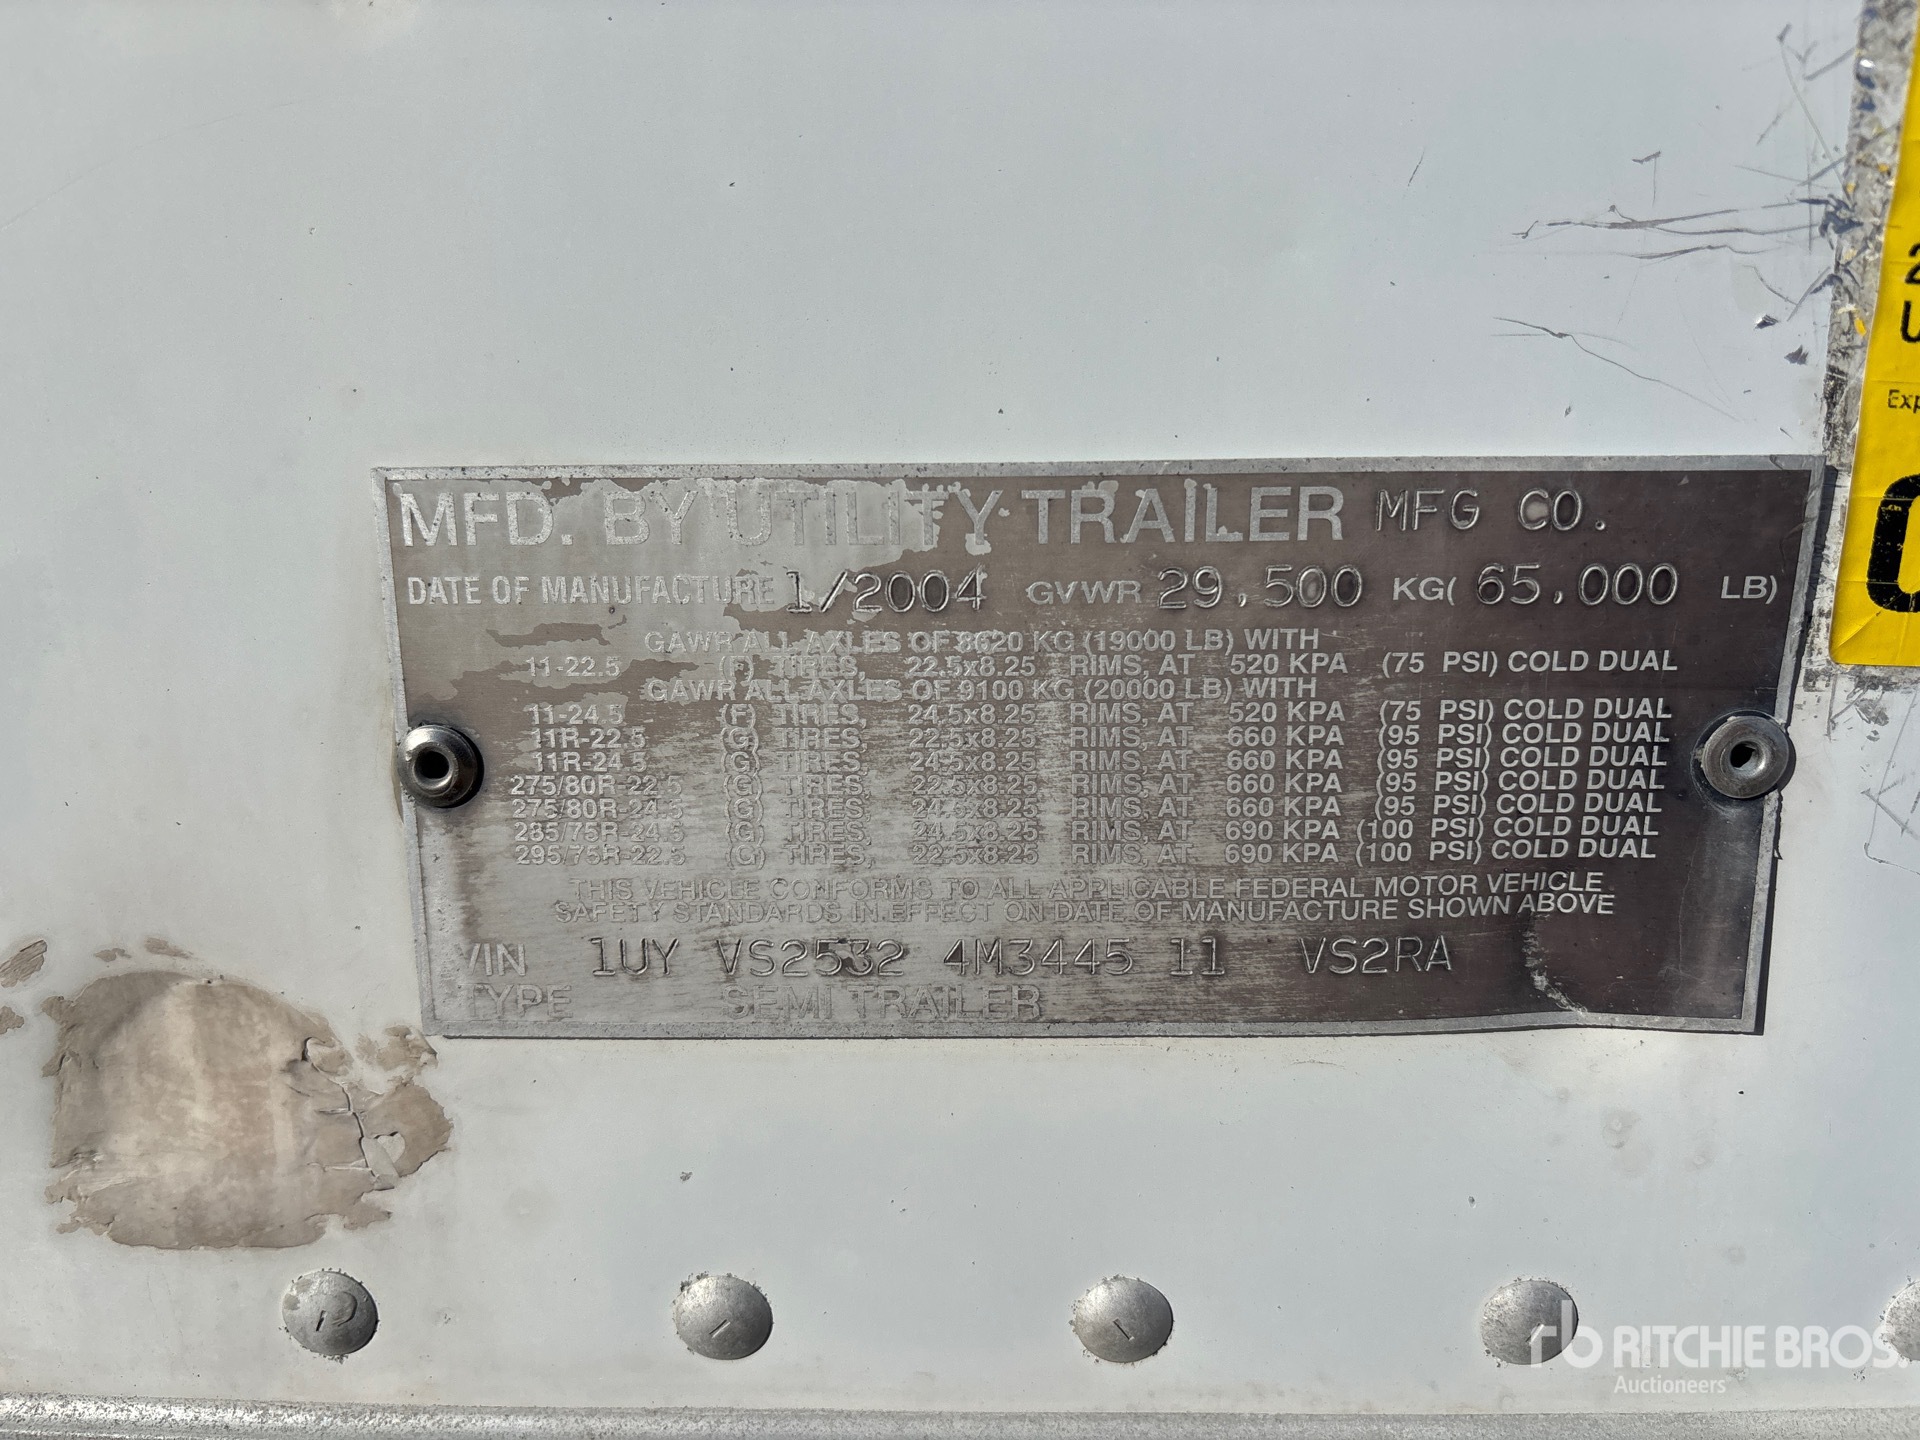 MFD. BY UTILITY TRAILER MFG CO.
DATE OF MANUFACTURE 1/2004 GVWR 29,500 KG( 65,000 LB)
GAWR ALL AXLES OF 8620 KG (19000 LB) WITH
11-22.5 (F) TIRES, 22.5x8.25 RIMS, AT 520 KPA (75 PSI) COLD DUAL
GAWR ALL AXLES OF 9100 KG (20000 LB) WITH
11-24.5 (F) TIRES, 24.5x8.25 RIMS, AT 520 KPA (75 PSI) COLD DUAL
11R-22.5 (G) TIRES, 22.5x8.25 RIMS, AT 660 KPA (95 PSI) COLD DUAL
11R-24.5 (G) TIRES, 24.5x8.25 RIMS, AT 660 KPA (95 PSI) COLD DUAL
275/80R-22.5 (G) TIRES, 22.5x8.25 RIMS, AT 660 KPA (95 PSI) COLD DUAL
275/80R-24.5 (G) TIRES, 24.5x8.25 RIMS, AT 660 KPA (95 PSI) COLD DUAL
285/75R-24.5 (G) TIRES, 24.5x8.25 RIMS, AT 690 KPA (100 PSI) COLD DUAL
295/75R-22.5 (G) TIRES, 22.5x8.25 RIMS, AT 690 KPA (100 PSI) COLD DUAL
THIS VEHICLE CONFORMS TO ALL APPLICABLE FEDERAL MOTOR VEHICLE
SAFETY STANDARDS IN EFFECT ON DATE OF MANUFACTURE SHOWN ABOVE
VIN 1UY VS2532 4M3445 11 VS2RA
TYPE SEMI TRAILER
Exp
rb RITCHIE BROS.
Auctioneers